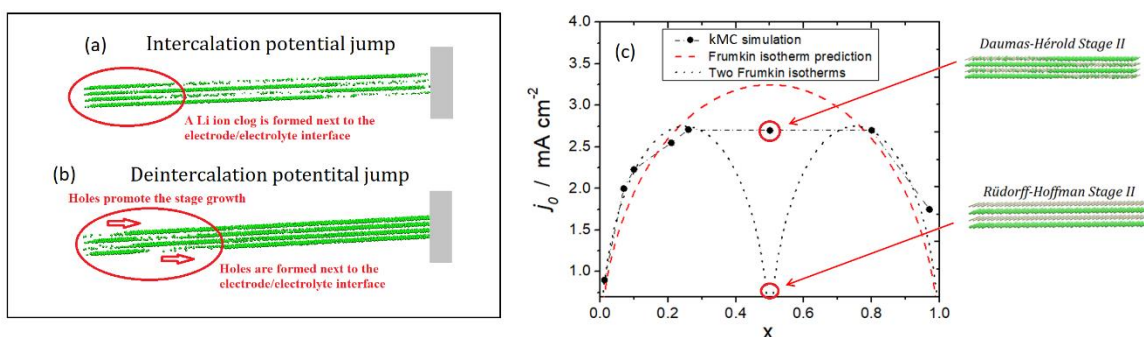 (a)
Intercalation potential jump
A Li ion clog is formed next to the
electrode/electrolyte interface
(b)
Deintercalation potentital jump
Holes promote the stage growth
Holes are formed next to the
electrode/electrolyte interface
(c)
kMC simulation
Frumkin isotherm prediction
Two Frumkin isotherms
j0 / mA cm-2
4.0
3.5
3.0
2.5
2.0
1.5
1.0
0.0 0.2 0.4 0.6 0.8 1.0
x
Daumas-Hérold Stage II
Rüdorff-Hoffman Stage II